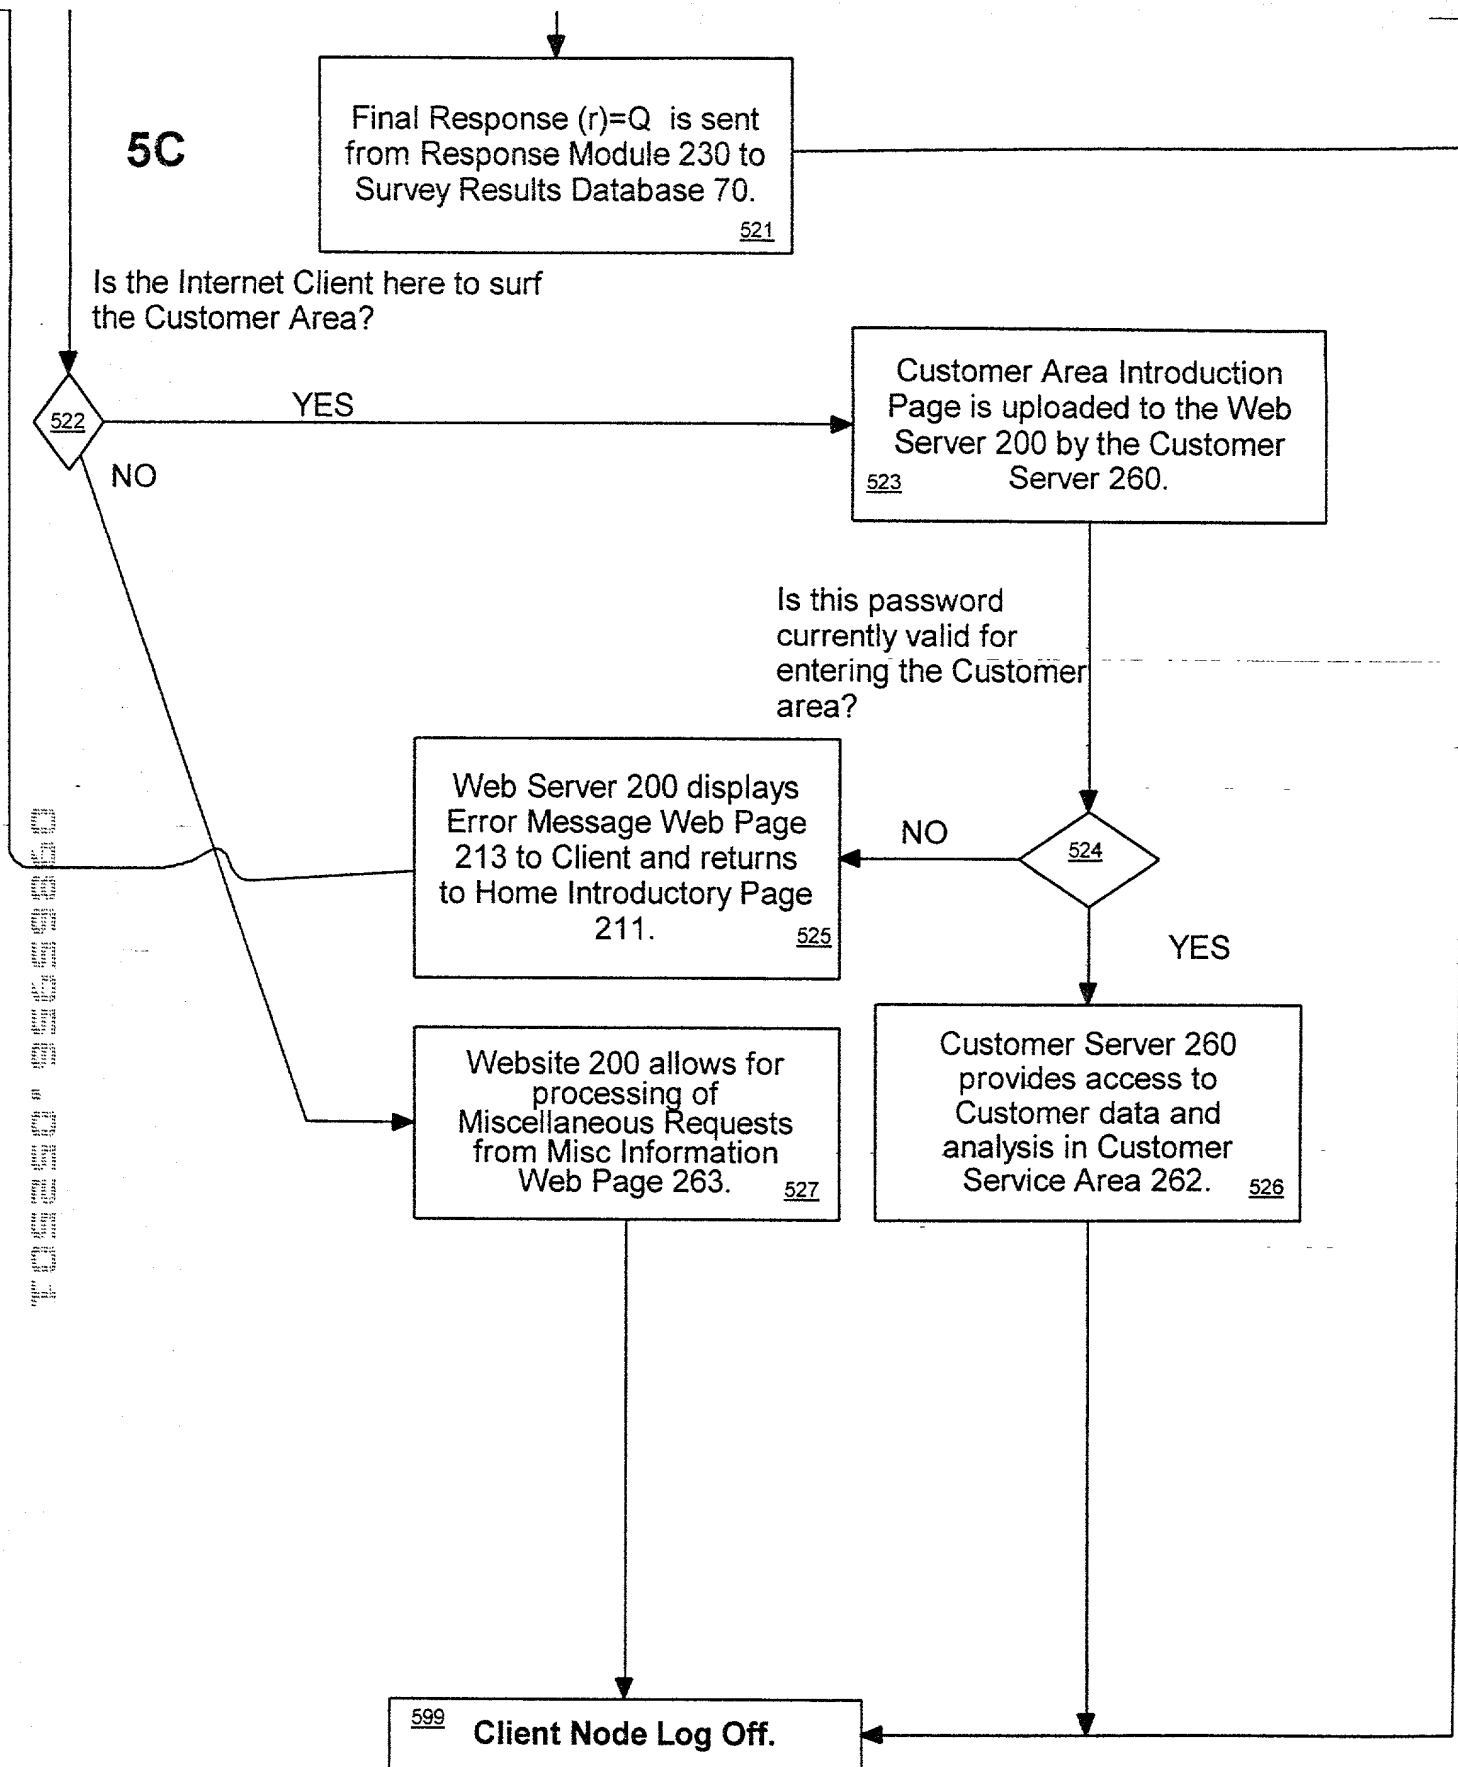 5C
Final Response (r)=Q is sent
from Response Module 230 to
Survey Results Database 70.
521
Is the Internet Client here to surf
the Customer Area?
522
YES
NO
Customer Area Introduction
Page is uploaded to the Web
Server 200 by the Customer
Server 260.
523
Is this password
currently valid for
entering the Customer
area?
524
NO
YES
Web Server 200 displays
Error Message Web Page
213 to Client and returns
to Home Introductory Page
211.
525
Customer Server 260
provides access to
Customer data and
analysis in Customer
Service Area 262.
526
Website 200 allows for
processing of
Miscellaneous Requests
from Misc Information
Web Page 263.
527
599
Client Node Log Off.